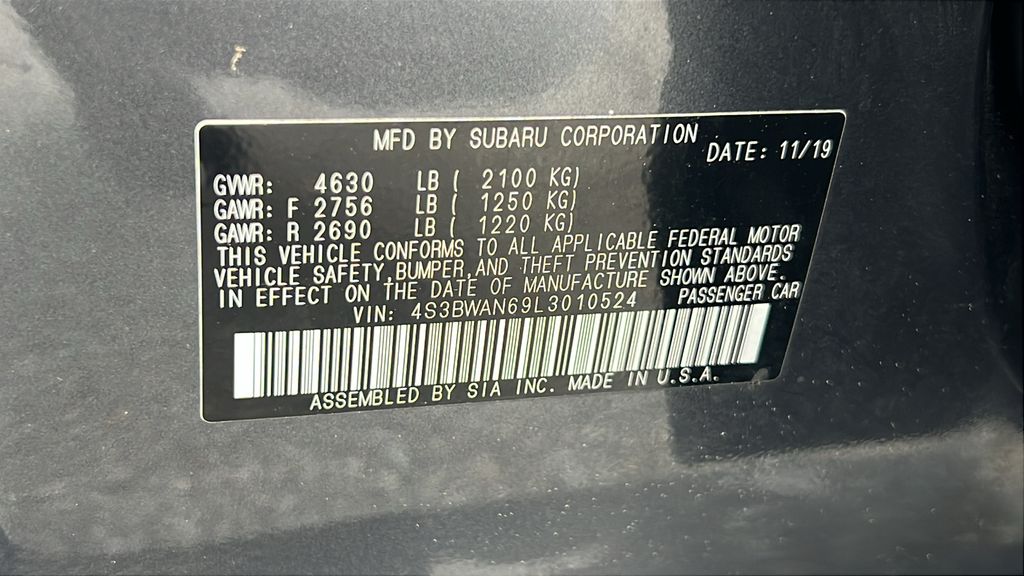 MFD BY SUBARU CORPORATION
DATE: 11/19
GVWR: 4630 LB ( 2100 KG)
GAWR: F 2756 LB ( 1250 KG)
GAWR: R 2690 LB ( 1220 KG)
THIS VEHICLE CONFORMS TO ALL APPLICABLE FEDERAL MOTOR
VEHICLE SAFETY, BUMPER, AND THEFT PREVENTION STANDARDS
IN EFFECT ON THE DATE OF MANUFACTURE SHOWN ABOVE.
VIN: 4S3BWAN69L3010524 PASSENGER CAR
ASSEMBLED BY SIA INC. MADE IN U.S.A.